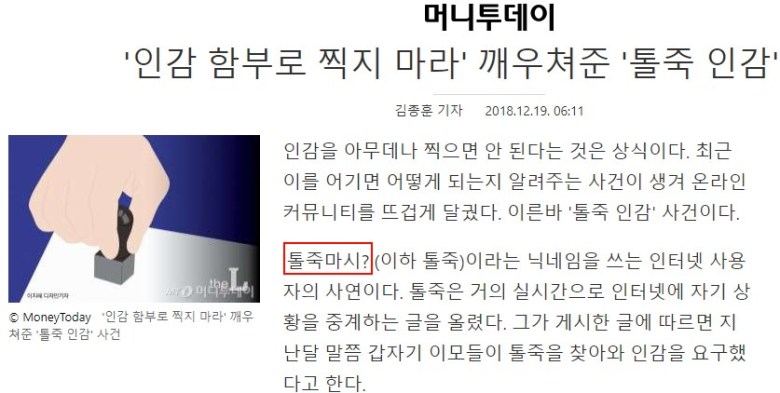 머니투데이
'인감 함부로 찍지 마라' 깨우쳐준 '톨죽 인감'
김종훈 기자 2018.12.19. 06:11
인감을 아무데나 찍으면 안 된다는 것은 상식이다. 최근
이를 어기면 어떻게 되는지 알려주는 사건이 생겨 온라인
커뮤니티를 뜨겁게 달궜다. 이른바 '톨죽 인감' 사건이다.
톨죽마시? (이하 톨죽)이라는 닉네임을 쓰는 인터넷 사용
자의 사연이다. 톨죽은 거의 실시간으로 인터넷에 자기 상
황을 중계하는 글을 올렸다. 그가 게시한 글에 따르면 지
난달 말쯤 갑자기 이모들이 톨죽을 찾아와 인감을 요구했
다고 한다.
the L
머니투데이
© MoneyToday '인감 함부로 찍지 마라' 깨우
쳐준 '톨죽 인감' 사건